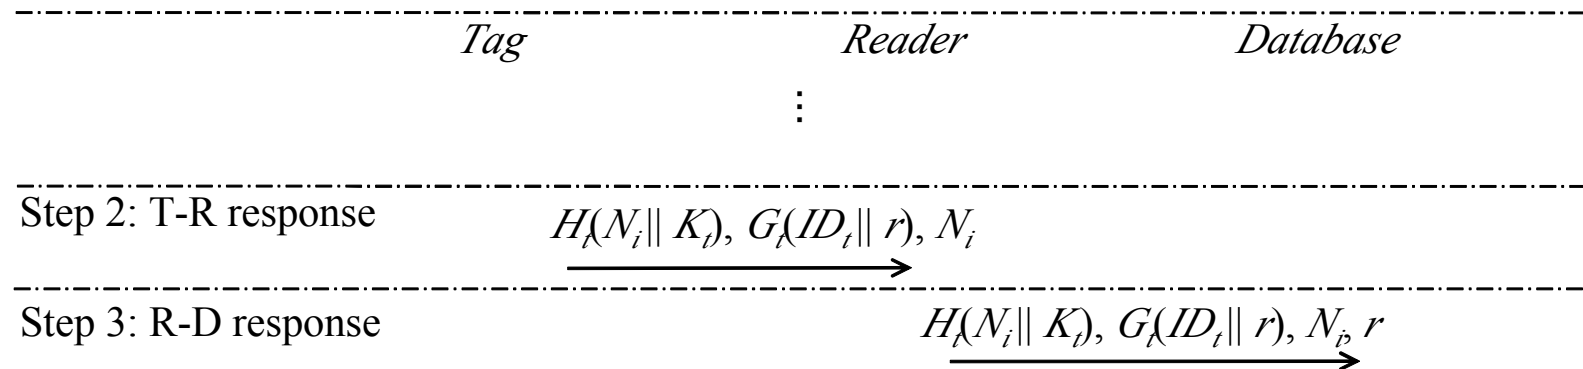 Tag Reader Database
⋮
Step 2: T-R response H_t(N_i || K_t), G_t(ID_t || r), N_i
Step 3: R-D response H_t(N_i || K_t), G_t(ID_t || r), N_i, r